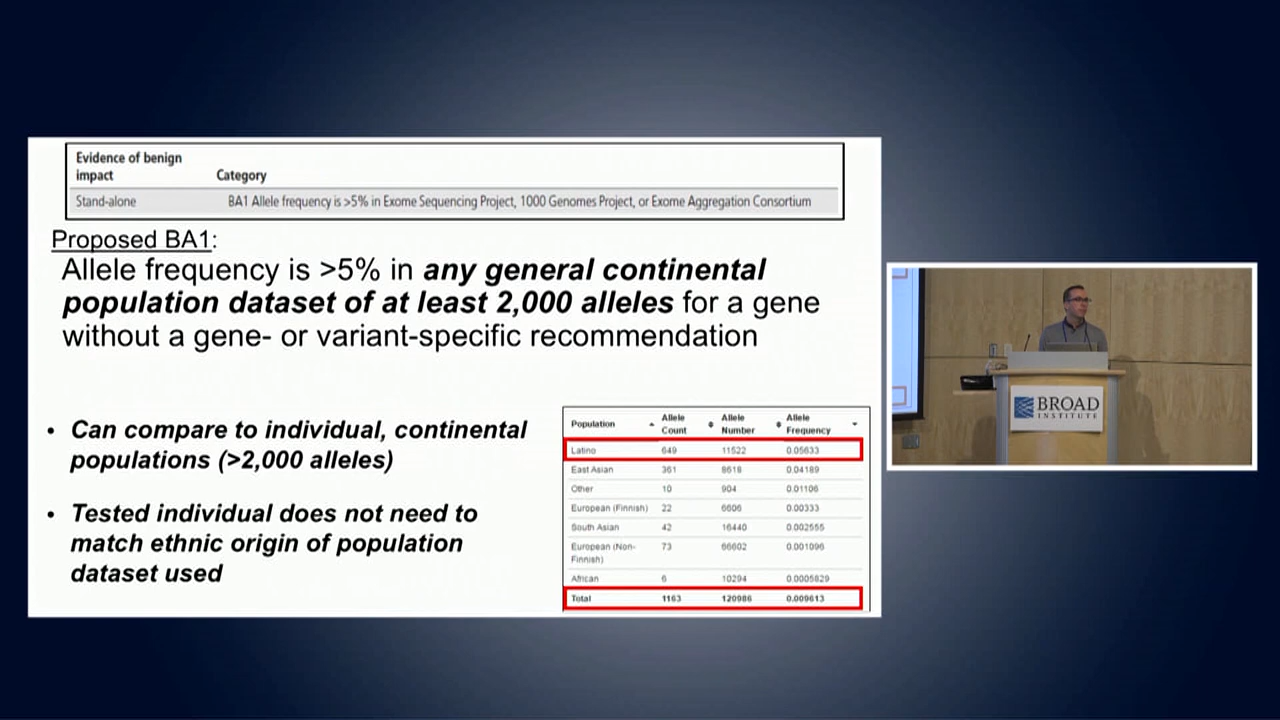 Evidence of benign
impact Category
Stand-alone BA1 Allele frequency is >5% in Exome Sequencing Project, 1000 Genomes Project, or Exome Aggregation Consortium
Proposed BA1:
Allele frequency is >5% in any general continental
population dataset of at least 2,000 alleles for a gene
without a gene- or variant-specific recommendation
• Can compare to individual, continental
populations (>2,000 alleles)
• Tested individual does not need to
match ethnic origin of population
dataset used
Population Allele Count Allele Number Allele Frequency
Latino 649 11522 0.05633
East Asian 361 8618 0.04189
Other 10 904 0.01106
European (Finnish) 22 6606 0.00333
South Asian 42 16440 0.002555
European (Non-
Finnish) 73 66602 0.001096
African 6 10294 0.0005829
Total 1163 120986 0.009613
BROAD
INSTITUTE